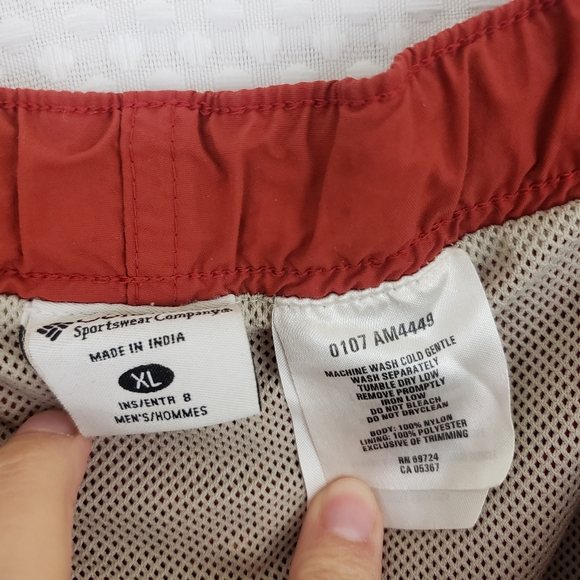 Sportswear Company®
MADE IN INDIA
XL
INS/ENTR 8
MEN'S/HOMMES
0107 AM4449
MACHINE WASH COLD GENTLE
WASH SEPARATELY
TUMBLE DRY LOW
REMOVE PROMPTLY
IRON LOW
DO NOT BLEACH
DO NOT DRYCLEAN
BODY: 100% NYLON
LINING: 100% POLYESTER
EXCLUSIVE OF TRIMMING
RN 69724
CA 05367